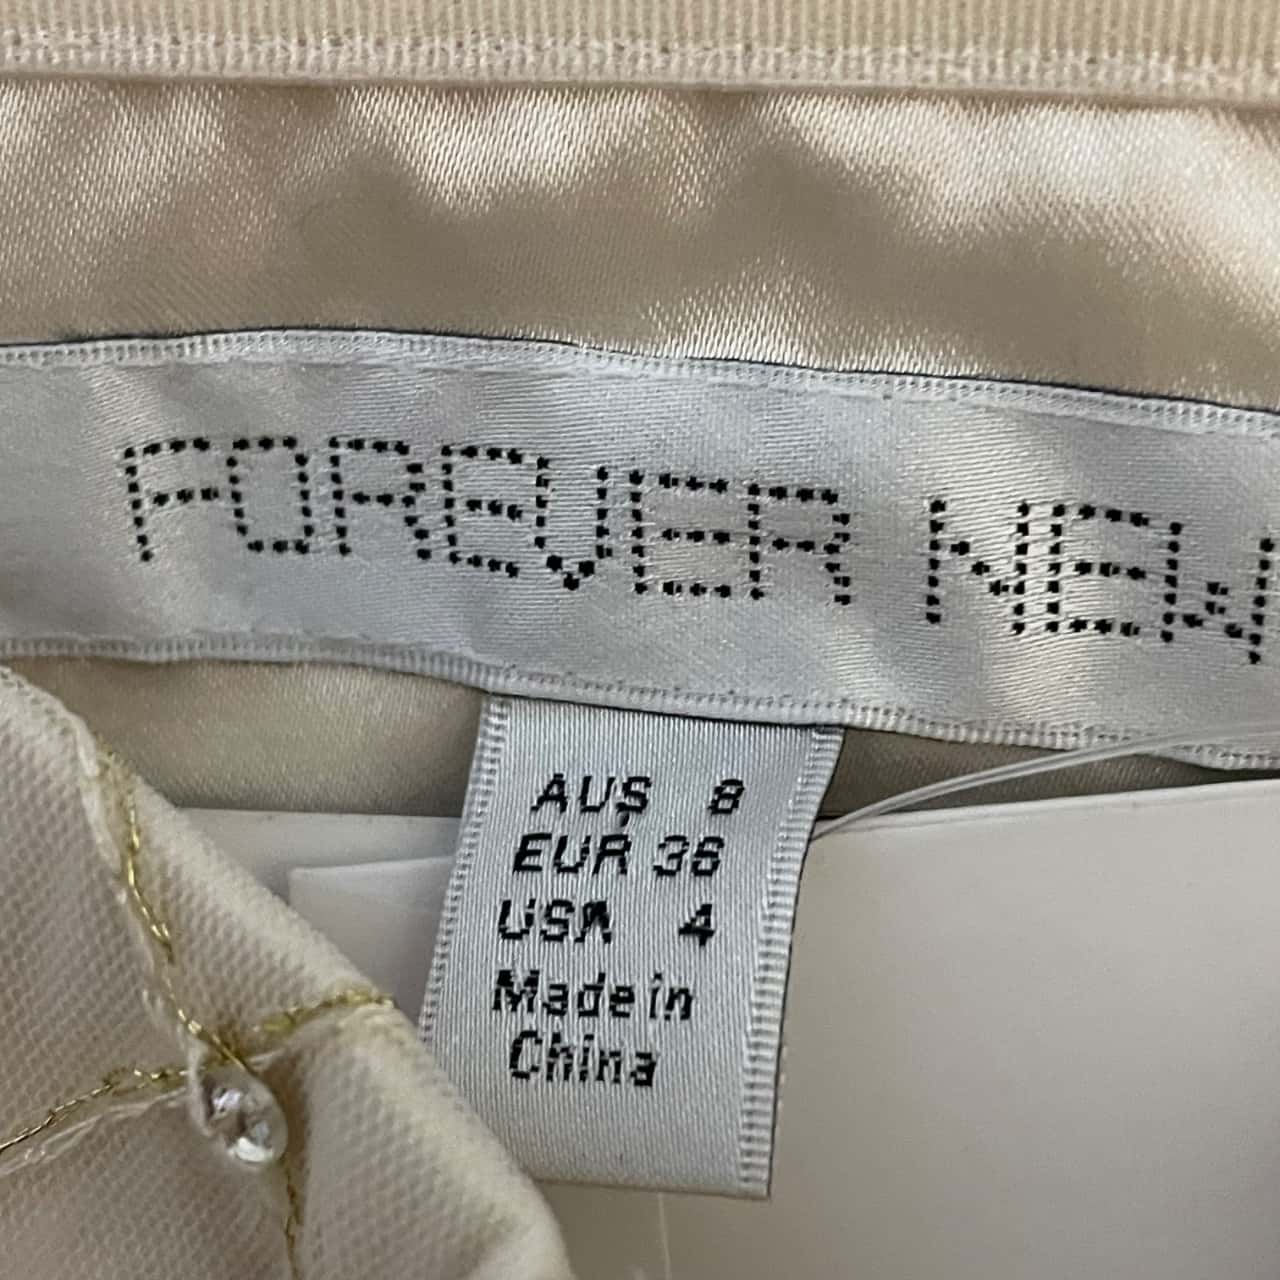 FOREVER NEW
AUS 8
EUR 36
USA 4
Made in
China